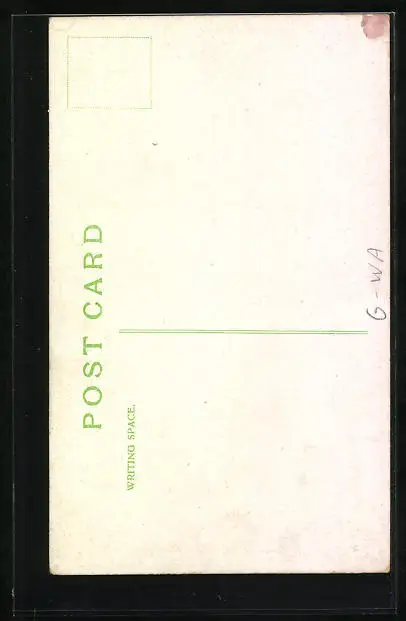 POST CARD
WRITING SPACE.
G-WA